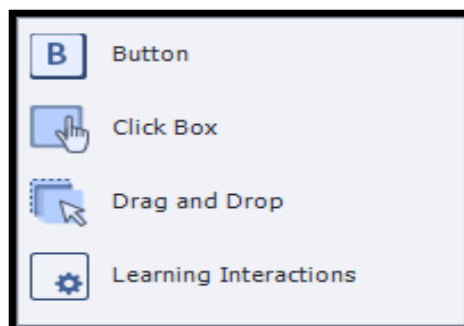 B Button
Click Box
Drag and Drop
Learning Interactions